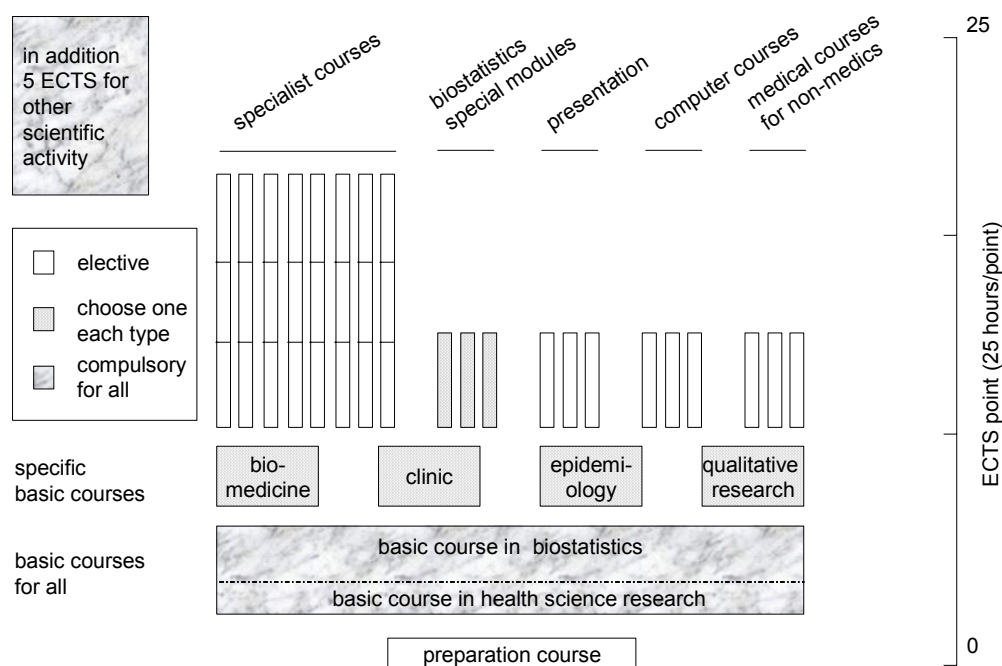 in addition
5 ECTS for
other
scientific
activity
specialist courses
biostatistics
special modules
presentation
computer courses
medical courses
for non-medics
25
elective
choose one
each type
compulsory
for all
ECTS point (25 hours/point)
specific
basic courses
bio-
medicine
clinic
epidemi-
ology
qualitative
research
basic courses
for all
basic course in biostatistics
basic course in health science research
preparation course
0